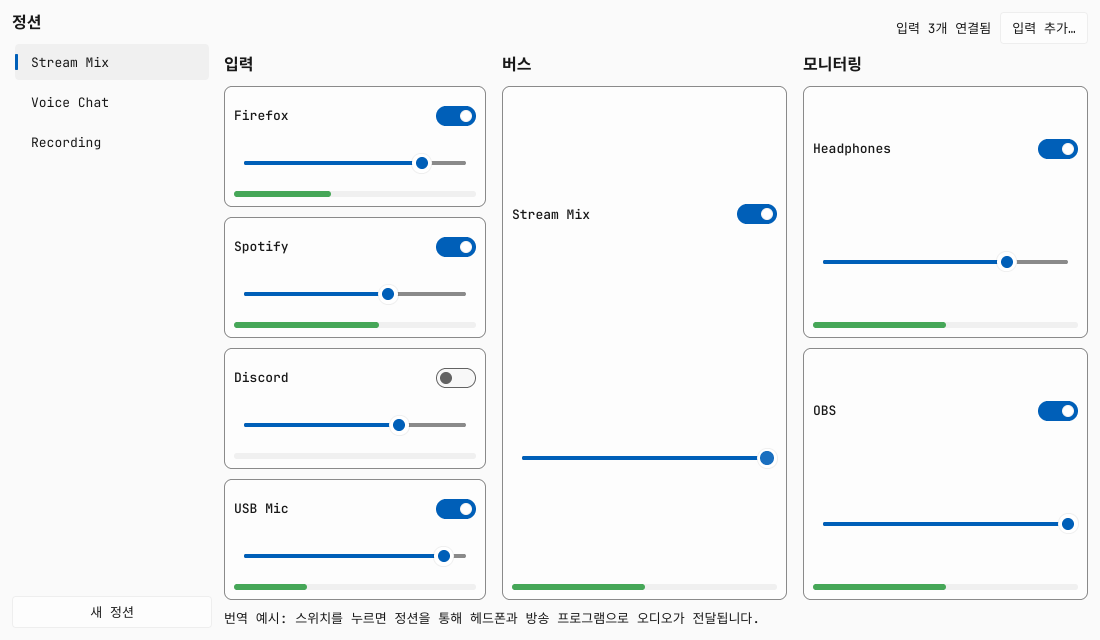 정션
입력 3개 연결됨
입력 추가…
Stream Mix
Voice Chat
Recording
새 정션
입력
Firefox
Spotify
Discord
USB Mic
버스
Stream Mix
모니터링
Headphones
OBS
번역 예시: 스위치를 누르면 정션을 통해 헤드폰과 방송 프로그램으로 오디오가 전달됩니다.